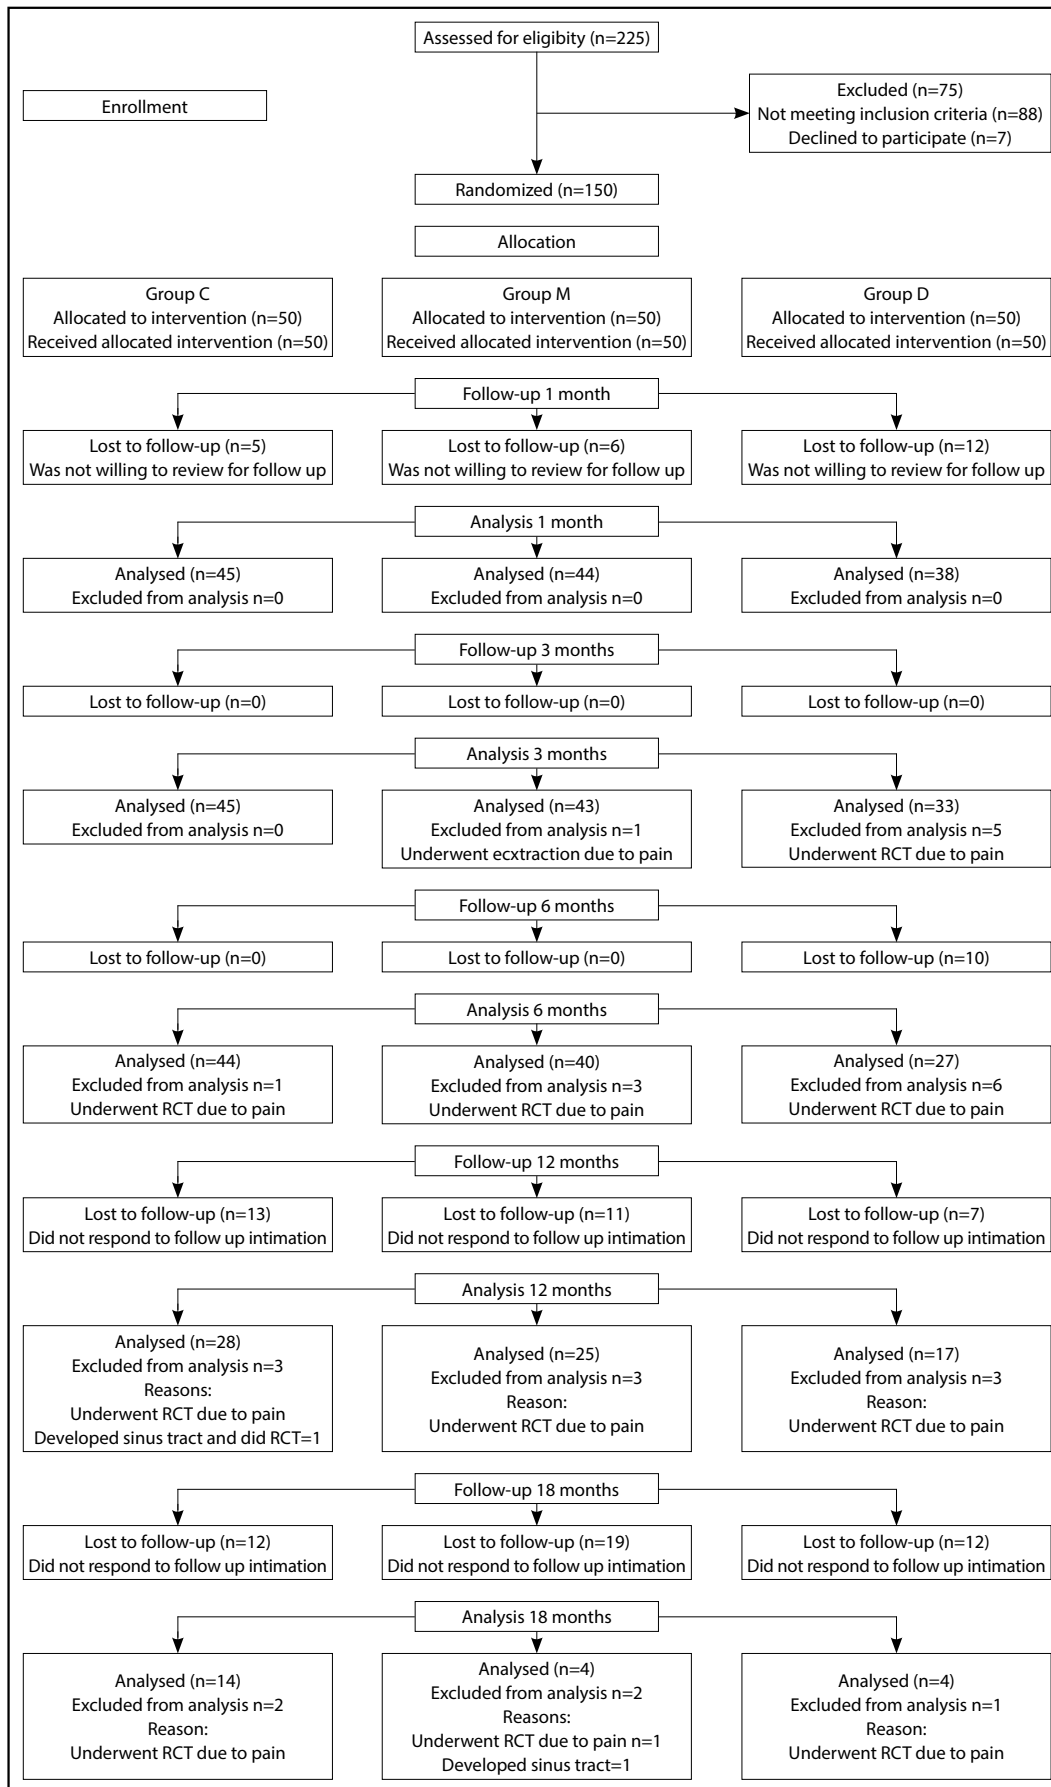 Assessed for eligibity (n=225)
Enrollment
Excluded (n=75)
Not meeting inclusion criteria (n=88)
Declined to participate (n=7)
Randomized (n=150)
Allocation
Group C
Allocated to intervention (n=50)
Received allocated intervention (n=50)
Group M
Allocated to intervention (n=50)
Received allocated intervention (n=50)
Group D
Allocated to intervention (n=50)
Received allocated intervention (n=50)
Follow-up 1 month
Lost to follow-up (n=5)
Was not willing to review for follow up
Lost to follow-up (n=6)
Was not willing to review for follow up
Lost to follow-up (n=12)
Was not willing to review for follow up
Analysis 1 month
Analysed (n=45)
Excluded from analysis n=0
Analysed (n=44)
Excluded from analysis n=0
Analysed (n=38)
Excluded from analysis n=0
Follow-up 3 months
Lost to follow-up (n=0)
Lost to follow-up (n=0)
Lost to follow-up (n=0)
Analysis 3 months
Analysed (n=45)
Excluded from analysis n=0
Analysed (n=43)
Excluded from analysis n=1
Underwent ecxtraction due to pain
Analysed (n=33)
Excluded from analysis n=5
Underwent RCT due to pain
Follow-up 6 months
Lost to follow-up (n=0)
Lost to follow-up (n=0)
Lost to follow-up (n=10)
Analysis 6 months
Analysed (n=44)
Excluded from analysis n=1
Underwent RCT due to pain
Analysed (n=40)
Excluded from analysis n=3
Underwent RCT due to pain
Analysed (n=27)
Excluded from analysis n=6
Underwent RCT due to pain
Follow-up 12 months
Lost to follow-up (n=13)
Did not respond to follow up intimation
Lost to follow-up (n=11)
Did not respond to follow up intimation
Lost to follow-up (n=7)
Did not respond to follow up intimation
Analysis 12 months
Analysed (n=28)
Excluded from analysis n=3
Reasons:
Underwent RCT due to pain
Developed sinus tract and did RCT=1
Analysed (n=25)
Excluded from analysis n=3
Reason:
Underwent RCT due to pain
Analysed (n=17)
Excluded from analysis n=3
Reason:
Underwent RCT due to pain
Follow-up 18 months
Lost to follow-up (n=12)
Did not respond to follow up intimation
Lost to follow-up (n=19)
Did not respond to follow up intimation
Lost to follow-up (n=12)
Did not respond to follow up intimation
Analysis 18 months
Analysed (n=14)
Excluded from analysis n=2
Reason:
Underwent RCT due to pain
Analysed (n=4)
Excluded from analysis n=2
Reasons:
Underwent RCT due to pain n=1
Developed sinus tract=1
Analysed (n=4)
Excluded from analysis n=1
Reason:
Underwent RCT due to pain